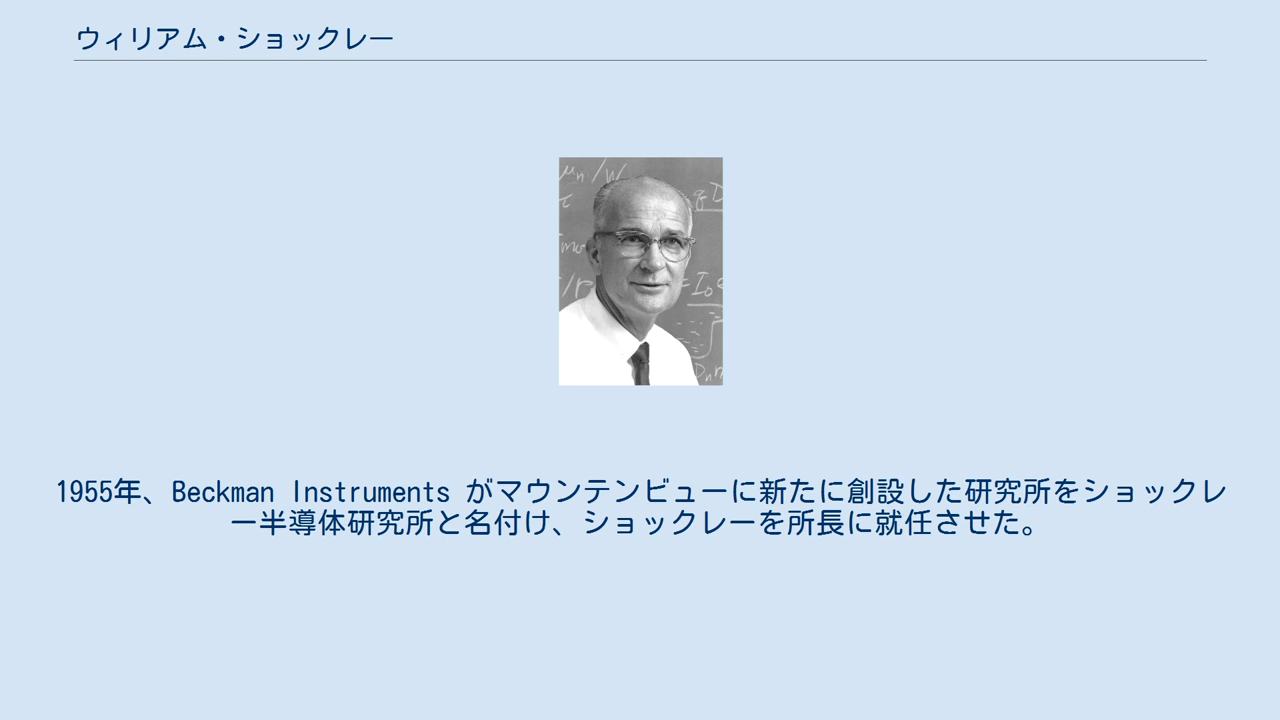 ウィリアム・ショックレー
μn /W
τ
1955年、Beckman Instruments がマウンテンビューに新たに創設した研究所をショックレ
ー半導体研究所と名付け、ショックレーを所長に就任させた。